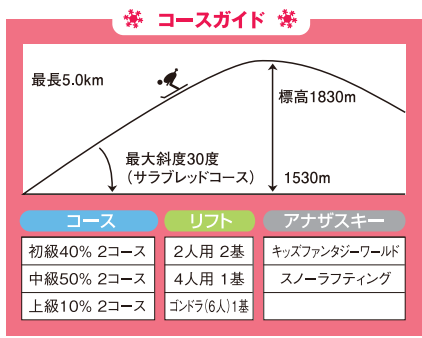 コースガイド
最長5.0km
標高1830m
最大斜度30度
（サラブレッドコース）
1530m
コース リフト アナザスキー
初級40% 2コース 2人用 2基 キッズファンタジーワールド
中級50% 2コース 4人用 1基 スノーラフティング
上級10% 2コース ゴンドラ(6人)1基